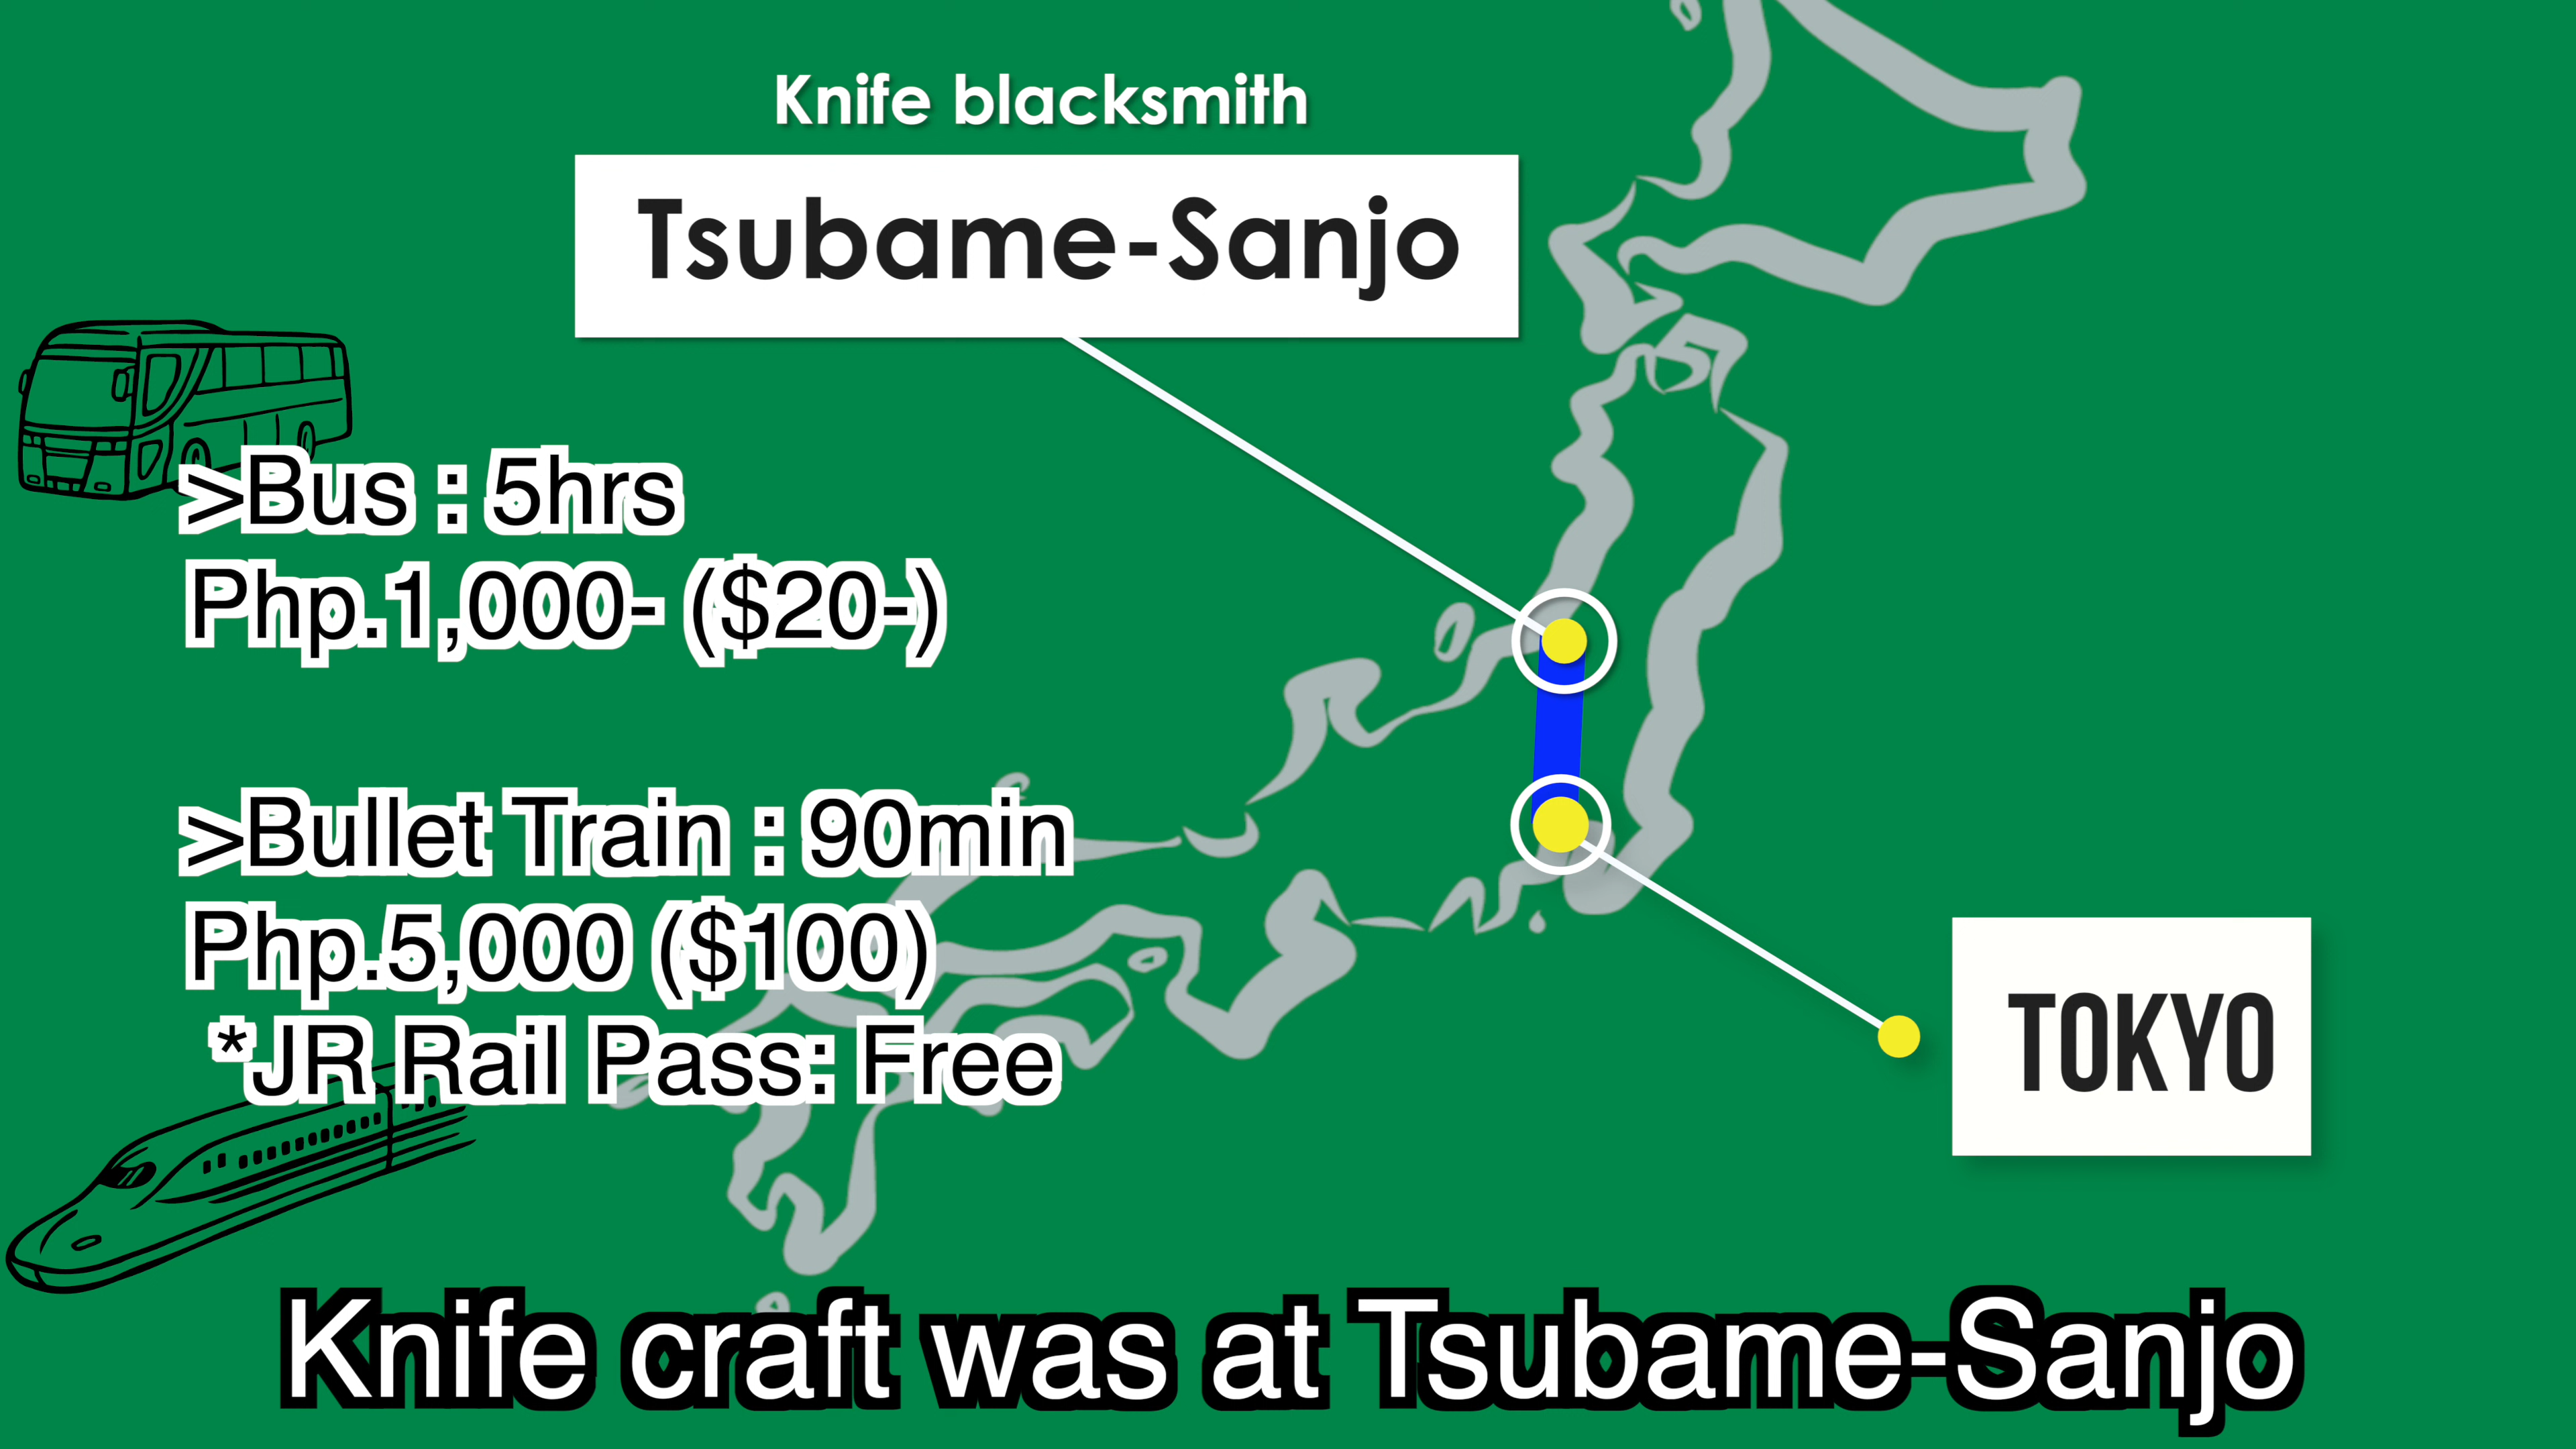 Knife blacksmith
Tsubame-Sanjo
>Bus : 5hrs
Php.1,000- ($20-)
>Bullet Train : 90min
Php.5,000 ($100)
*JR Rail Pass: Free
TOKYO
Knife craft was at Tsubame-Sanjo